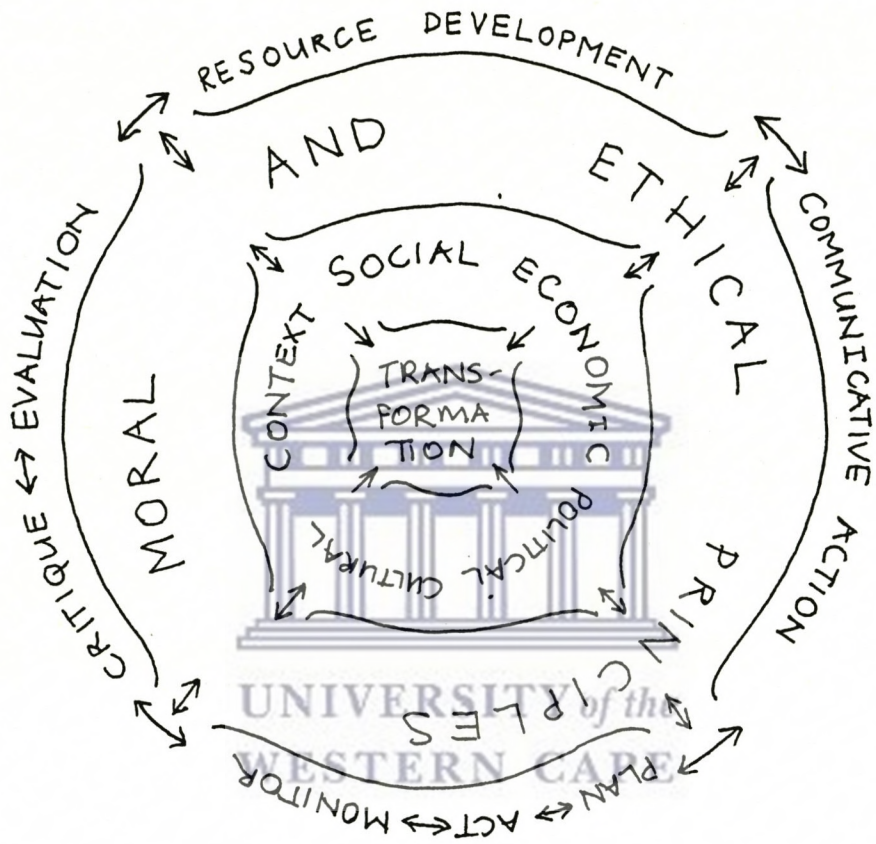 RESOURCE DEVELOPMENT
COMMUNICATIVE ACTION
PLAN ↔ ACT ↔ MONITOR
CRITIQUE ↔ EVALUATION
MORAL AND ETHICAL PRINCIPLES
CONTEXT SOCIAL ECONOMIC POLITICAL CULTURAL
TRANS-
FORMA
TION
UNIVERSITY of the
WESTERN CAPE